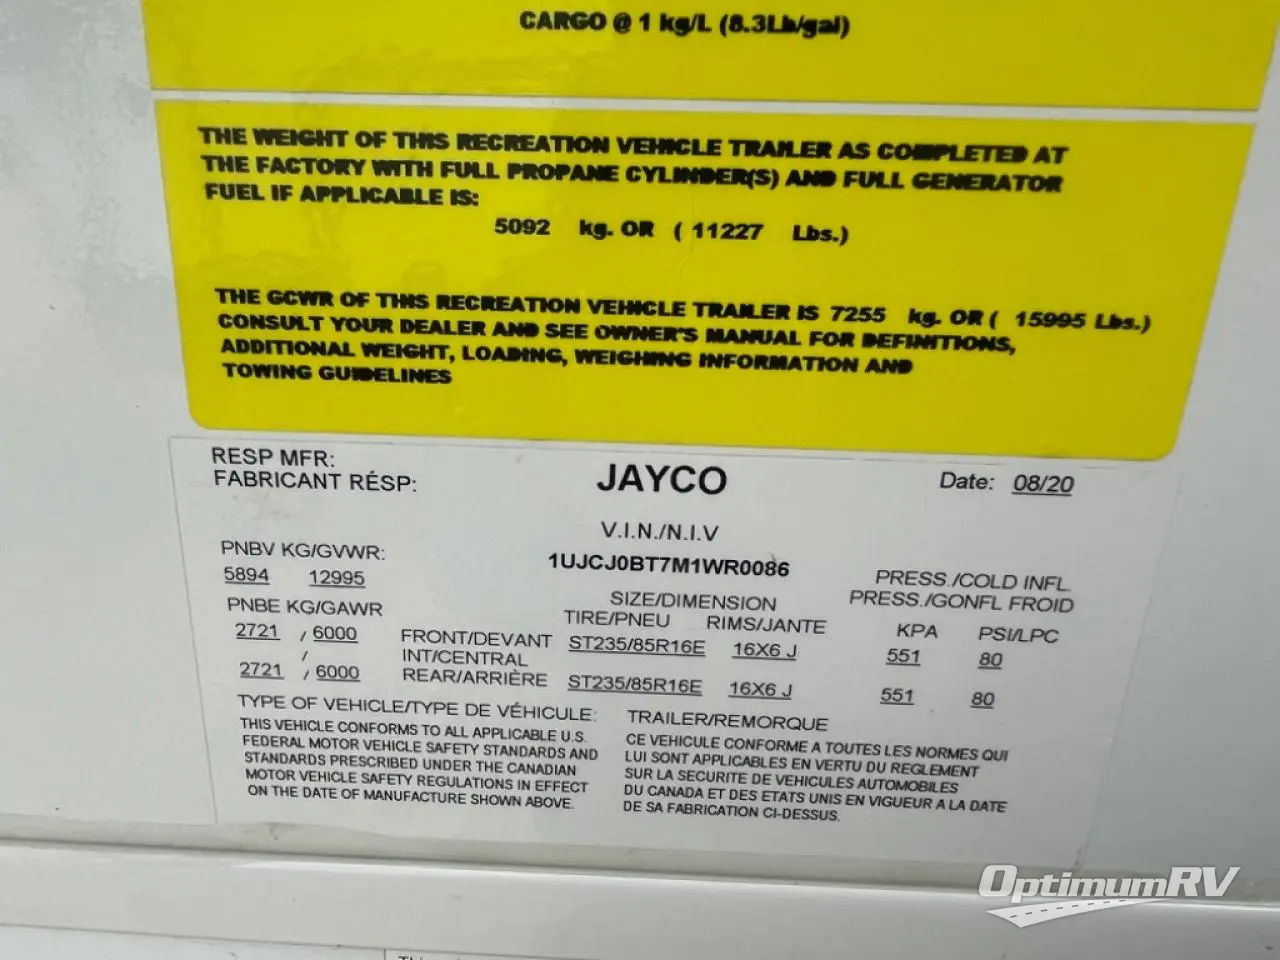 CARGO @ 1 kg/L (8.3Lb/gal)
THE WEIGHT OF THIS RECREATION VEHICLE TRAILER AS COMPLETED AT
THE FACTORY WITH FULL PROPANE CYLINDER(S) AND FULL GENERATOR
FUEL IF APPLICABLE IS:
5092 kg. OR ( 11227 Lbs.)
THE GCWR OF THIS RECREATION VEHICLE TRAILER IS 7255 kg. OR ( 15995 Lbs.)
CONSULT YOUR DEALER AND SEE OWNER'S MANUAL FOR DEFINITIONS,
ADDITIONAL WEIGHT, LOADING, WEIGHING INFORMATION AND
TOWING GUIDELINES
RESP MFR:
FABRICANT RÉSP:
JAYCO
Date: 08/20
V.I.N./N.I.V
1UJCJ0BT7M1WR0086
PNBV KG/GVWR:
5894 12995
PNBE KG/GAWR
SIZE/DIMENSION
TIRE/PNEU RIMS/JANTE
PRESS./COLD INFL.
PRESS./GONFL FROID
KPA PSI/LPC
2721 / 6000 FRONT/DEVANT ST235/85R16E 16X6 J 551 80
/ INT/CENTRAL
2721 / 6000 REAR/ARRIÈRE ST235/85R16E 16X6 J 551 80
TYPE OF VEHICLE/TYPE DE VÉHICULE: TRAILER/REMORQUE
THIS VEHICLE CONFORMS TO ALL APPLICABLE U.S.
FEDERAL MOTOR VEHICLE SAFETY STANDARDS AND
STANDARDS PRESCRIBED UNDER THE CANADIAN
MOTOR VEHICLE SAFETY REGULATIONS IN EFFECT
ON THE DATE OF MANUFACTURE SHOWN ABOVE.
CE VEHICULE CONFORME A TOUTES LES NORMES QUI
LUI SONT APPLICABLES EN VERTU DU REGLEMENT
SUR LA SECURITE DE VEHICULES AUTOMOBILES
DU CANADA ET DES ETATS UNIS EN VIGUEUR A LA DATE
DE SA FABRICATION CI-DESSUS.
OptimumRV